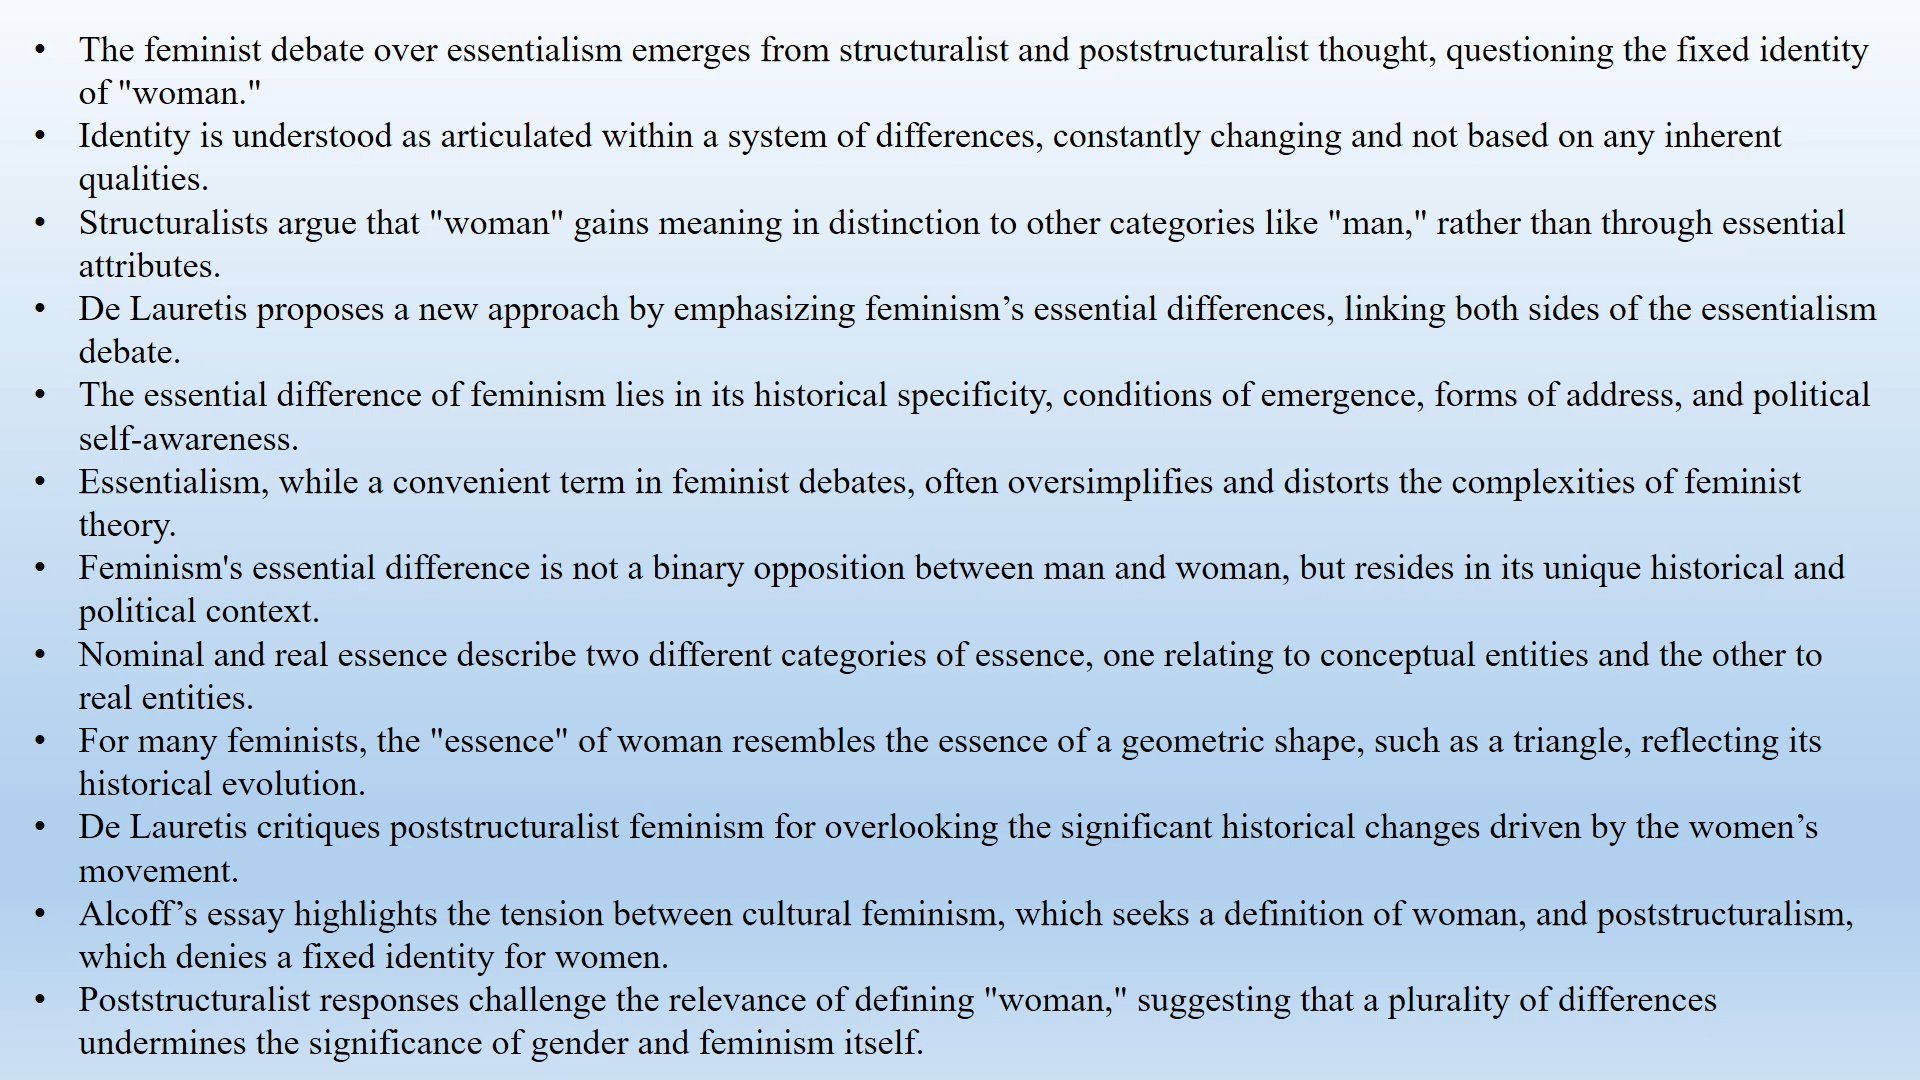 • The feminist debate over essentialism emerges from structuralist and poststructuralist thought, questioning the fixed identity
of "woman."
• Identity is understood as articulated within a system of differences, constantly changing and not based on any inherent
qualities.
• Structuralists argue that "woman" gains meaning in distinction to other categories like "man," rather than through essential
attributes.
• De Lauretis proposes a new approach by emphasizing feminism’s essential differences, linking both sides of the essentialism
debate.
• The essential difference of feminism lies in its historical specificity, conditions of emergence, forms of address, and political
self-awareness.
• Essentialism, while a convenient term in feminist debates, often oversimplifies and distorts the complexities of feminist
theory.
• Feminism's essential difference is not a binary opposition between man and woman, but resides in its unique historical and
political context.
• Nominal and real essence describe two different categories of essence, one relating to conceptual entities and the other to
real entities.
• For many feminists, the "essence" of woman resembles the essence of a geometric shape, such as a triangle, reflecting its
historical evolution.
• De Lauretis critiques poststructuralist feminism for overlooking the significant historical changes driven by the women’s
movement.
• Alcoff’s essay highlights the tension between cultural feminism, which seeks a definition of woman, and poststructuralism,
which denies a fixed identity for women.
• Poststructuralist responses challenge the relevance of defining "woman," suggesting that a plurality of differences
undermines the significance of gender and feminism itself.